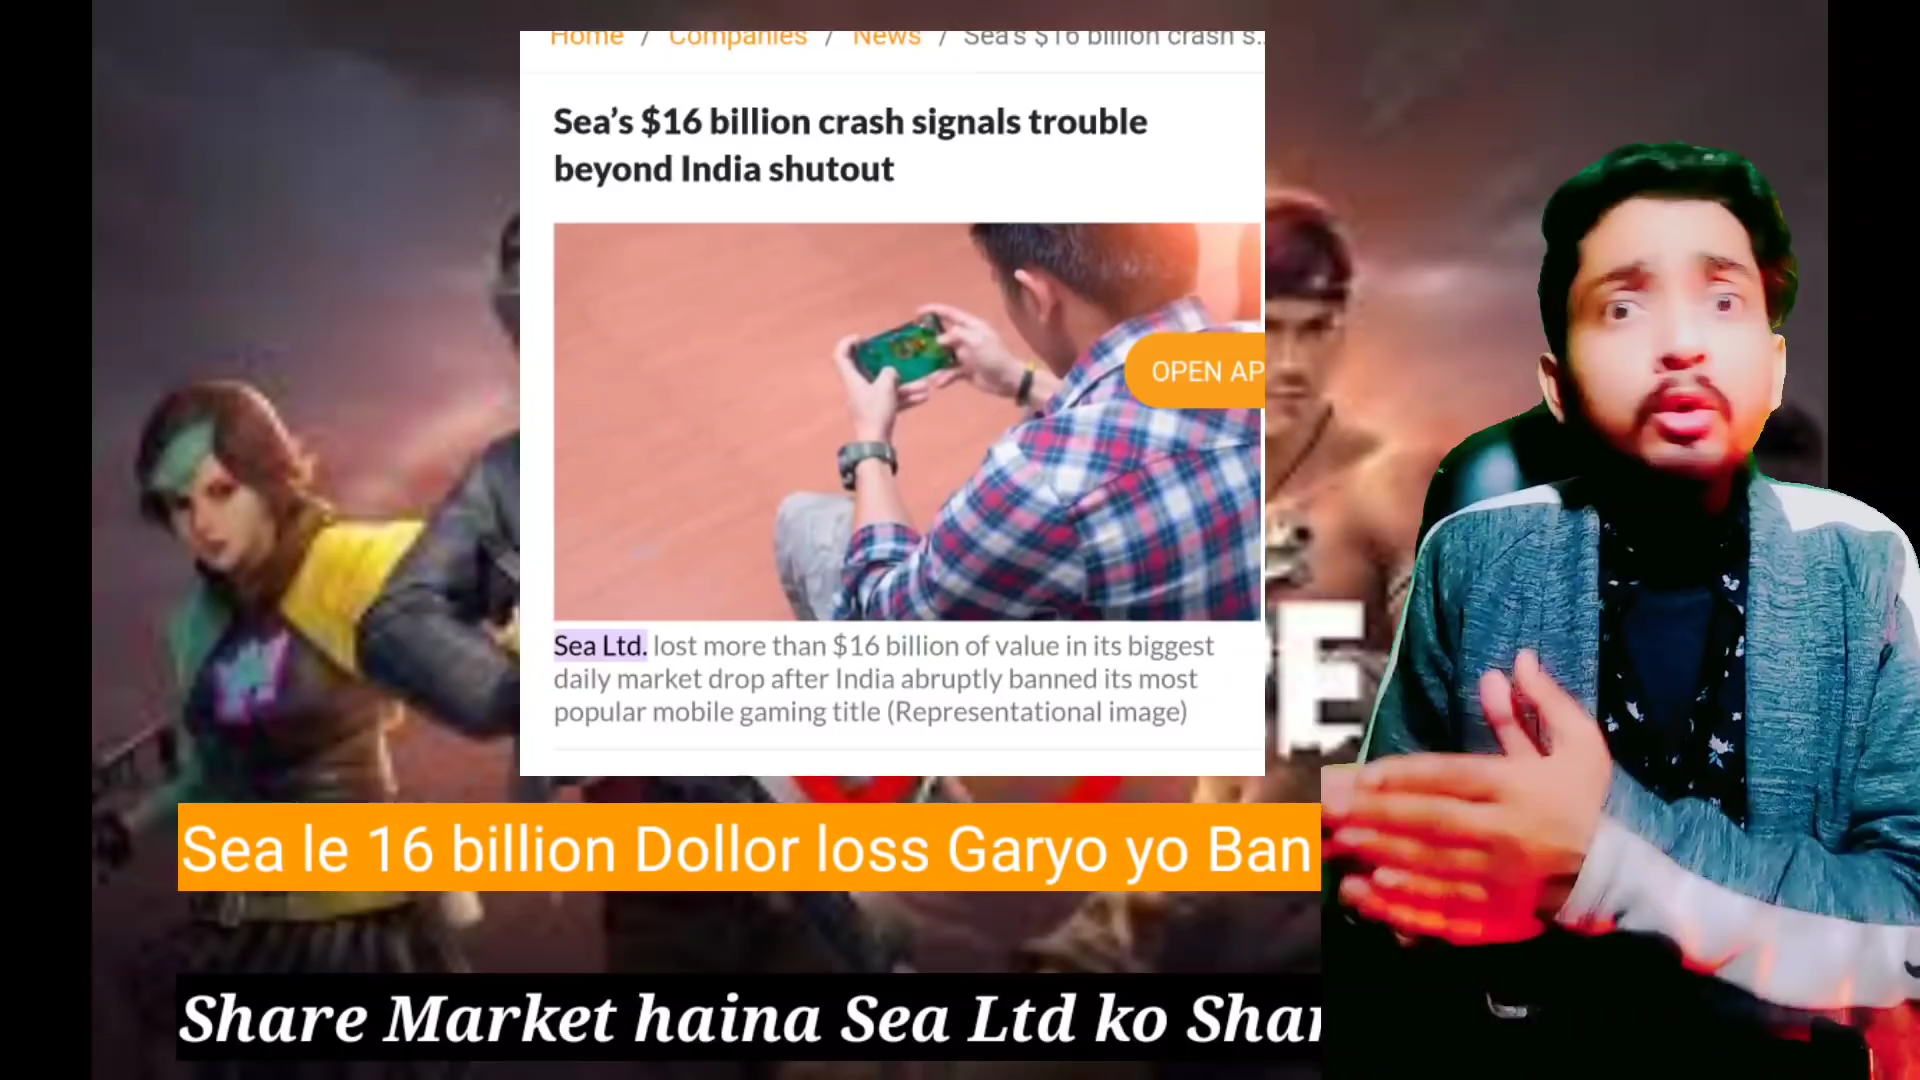 Home / Companies / News / Sea's $16 billion crash s...
Sea’s $16 billion crash signals trouble
beyond India shutout
OPEN AP
Sea Ltd. lost more than $16 billion of value in its biggest
daily market drop after India abruptly banned its most
popular mobile gaming title (Representational image)
PE
Sea le 16 billion Dollor loss Garyo yo Ban
Share Market haina Sea Ltd ko Shar